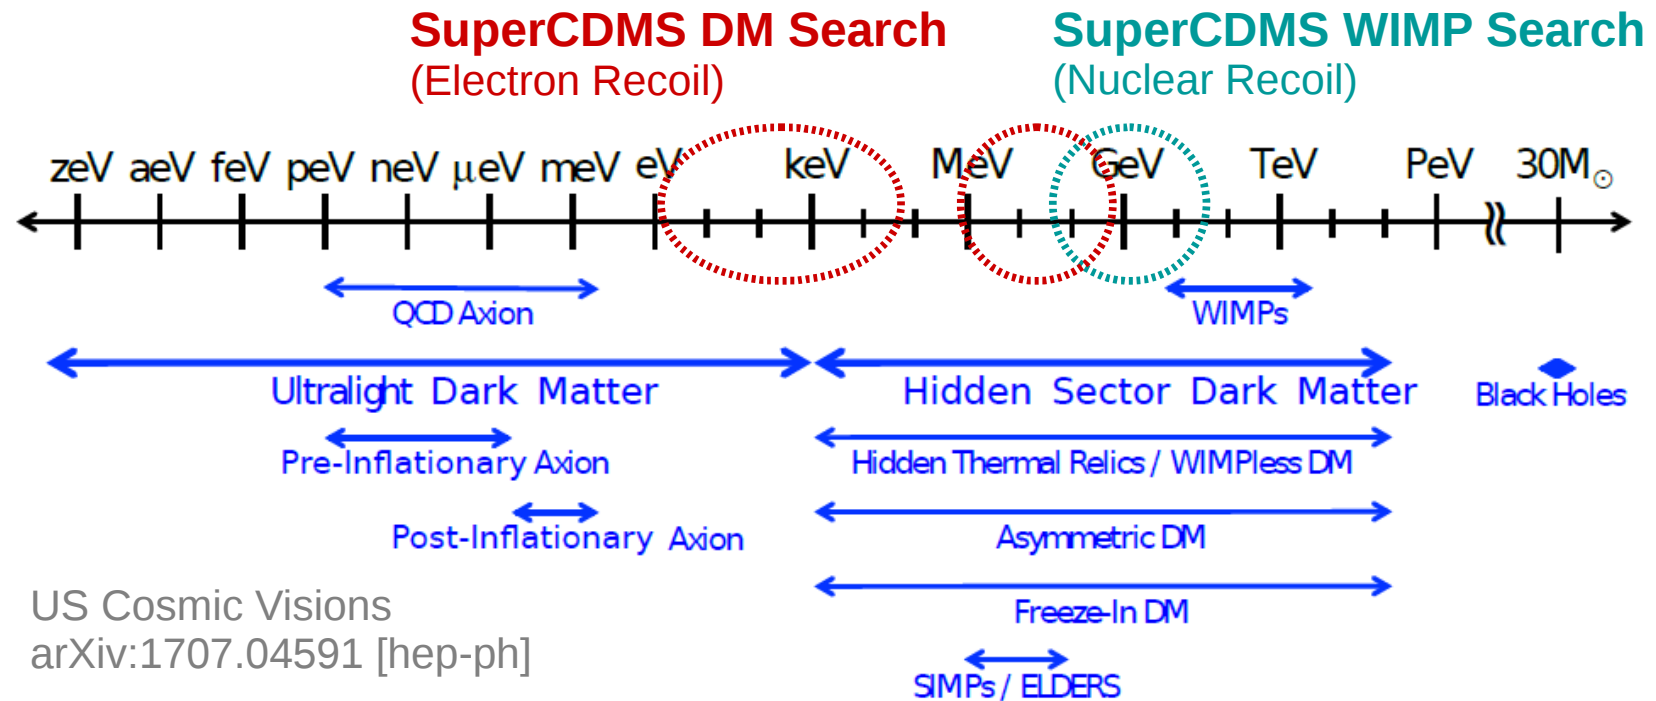 SuperCDMS DM Search
(Electron Recoil)
SuperCDMS WIMP Search
(Nuclear Recoil)
zeV aeV feV peV neV μeV meV eV keV MeV GeV TeV PeV 30M☉
QCD Axion
WIMPs
Ultralight Dark Matter
Hidden Sector Dark Matter
Black Holes
Pre-Inflationary Axion
Hidden Thermal Relics / WIMPless DM
Post-Inflationary Axion
Asymmetric DM
Freeze-In DM
SIMPs / ELDERS
US Cosmic Visions
arXiv:1707.04591 [hep-ph]